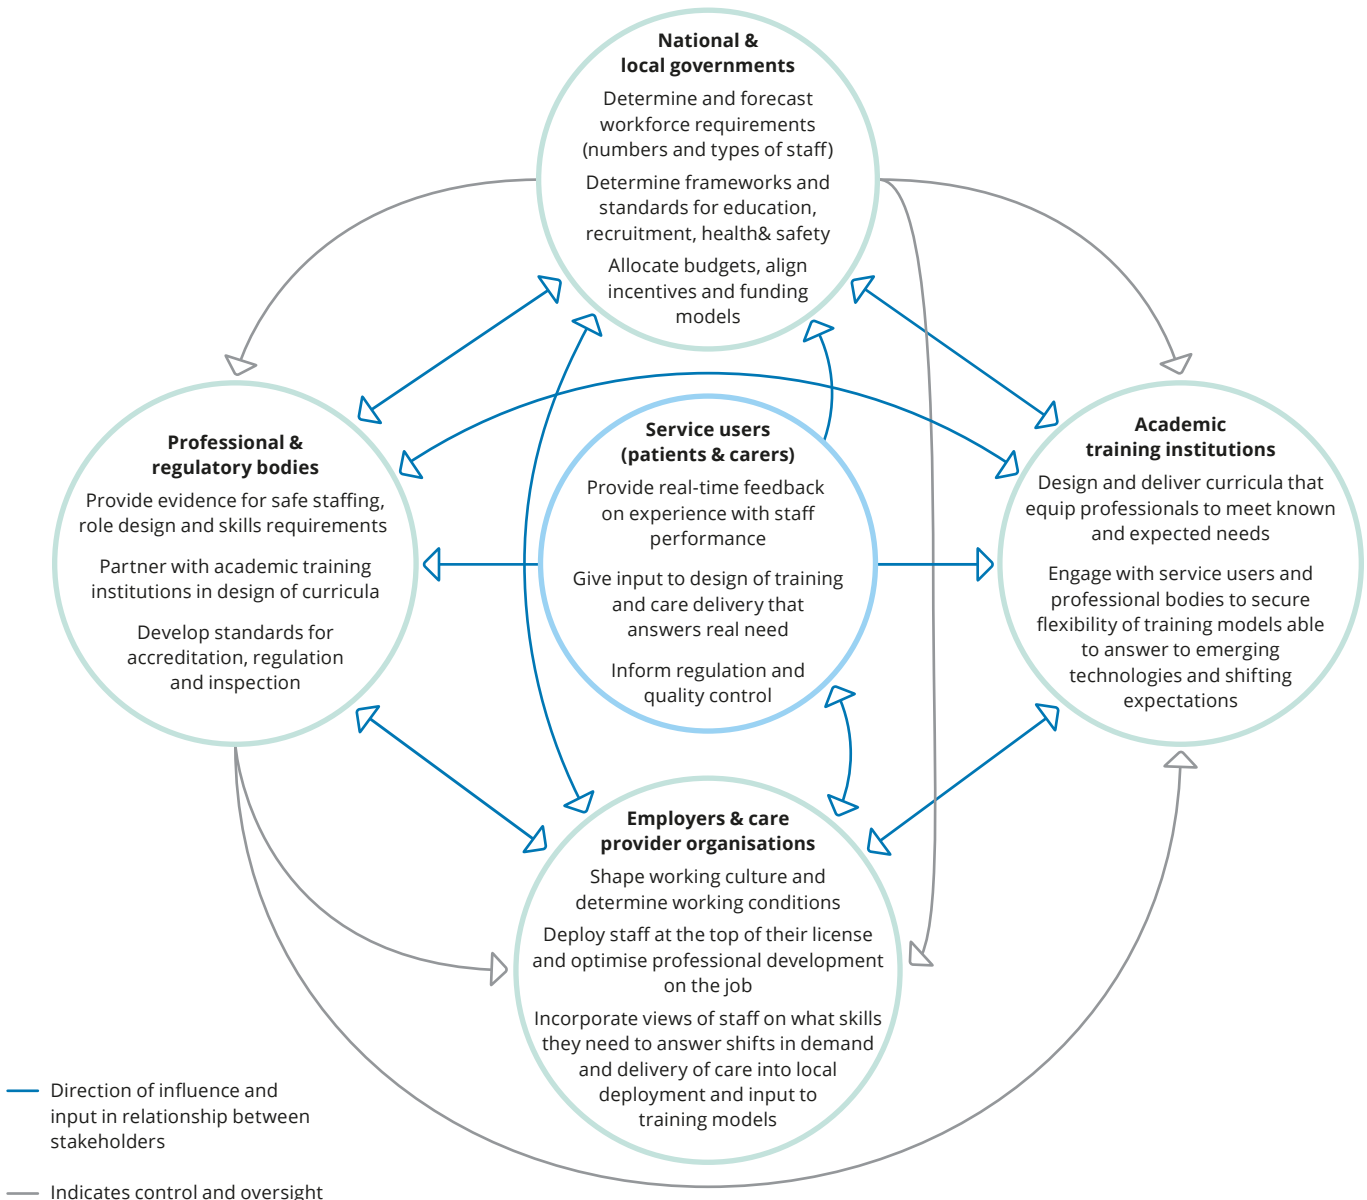 National &
local governments
Determine and forecast
workforce requirements
(numbers and types of staff)
Determine frameworks and
standards for education,
recruitment, health& safety
Allocate budgets, align
incentives and funding
models
Professional &
regulatory bodies
Provide evidence for safe staffing,
role design and skills requirements
Partner with academic training
institutions in design of curricula
Develop standards for
accreditation, regulation
and inspection
Service users
(patients & carers)
Provide real-time feedback
on experience with staff
performance
Give input to design of training
and care delivery that
answers real need
Inform regulation and
quality control
Academic
training institutions
Design and deliver curricula that
equip professionals to meet known
and expected needs
Engage with service users and
professional bodies to secure
flexibility of training models able
to answer to emerging
technologies and shifting
expectations
Employers & care
provider organisations
Shape working culture and
determine working conditions
Deploy staff at the top of their license
and optimise professional development
on the job
Incorporate views of staff on what skills
they need to answer shifts in demand
and delivery of care into local
deployment and input to
training models
Direction of influence and
input in relationship between
stakeholders
Indicates control and oversight